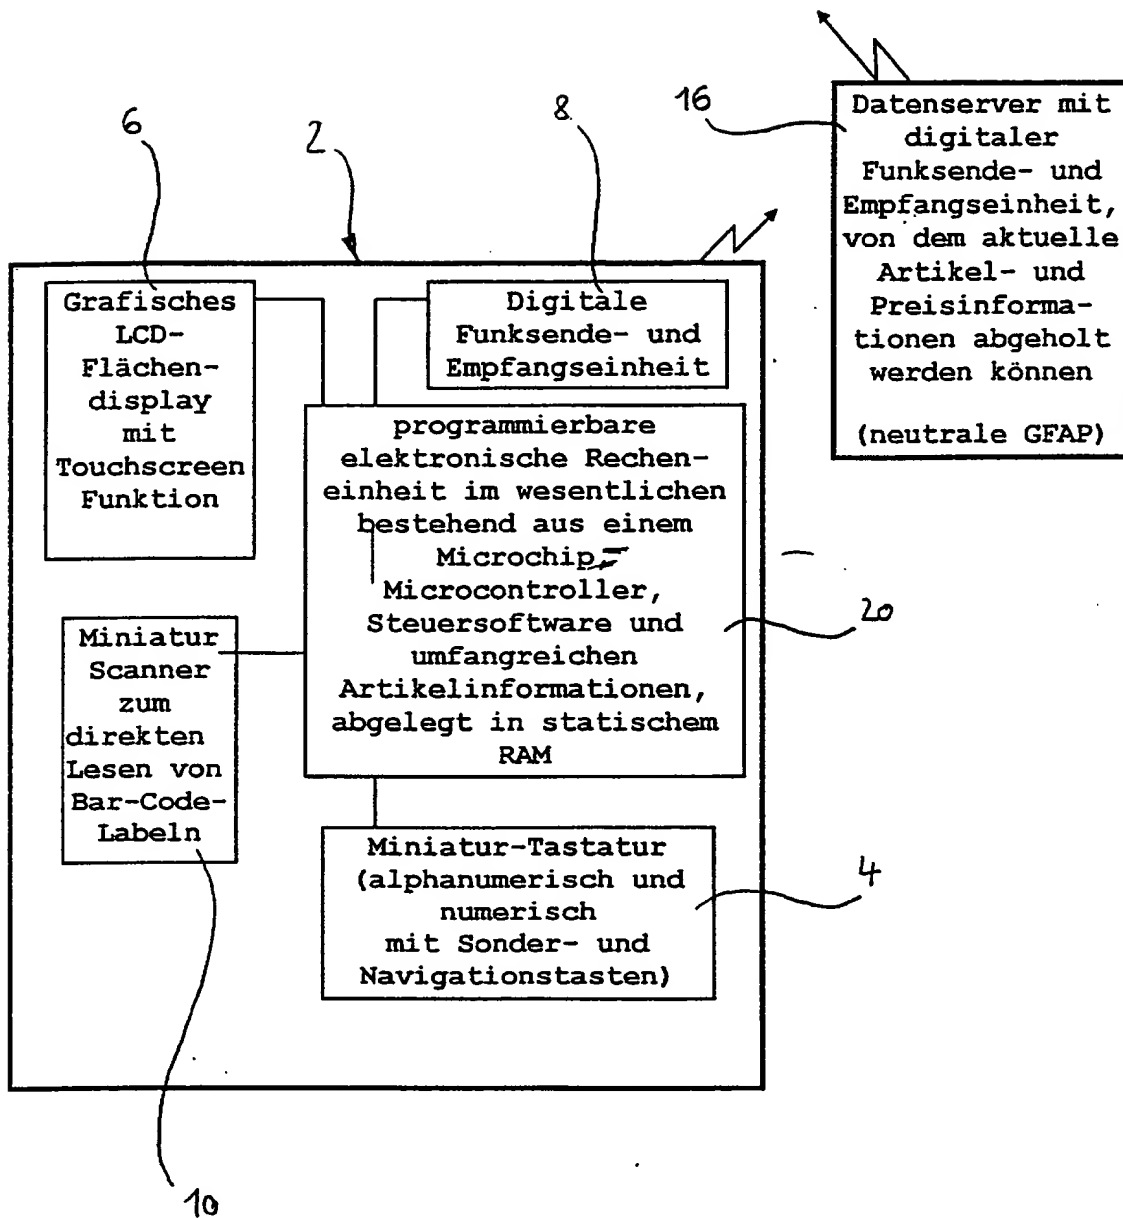 6
2
8
16
Datenserver mit
digitaler
Funksende- und
Empfangseinheit,
von dem aktuelle
Artikel- und
Preisinforma-
tionen abgeholt
werden können
(neutrale GFAP)
Grafisches
LCD-
Flächen-
display
mit
Touchscreen
Funktion
Digitale
Funksende- und
Empfangseinheit
programmierbare
elektronische Rechen-
einheit im wesentlichen
bestehend aus einem
Microchip,
Microcontroller,
Steuersoftware und
umfangreichen
Artikelinformationen,
abgelegt in statischem
RAM
20
Miniatur
Scanner
zum
direkten
Lesen von
Bar-Code-
Labeln
Miniatur-Tastatur
(alphanumerisch und
numerisch
mit Sonder- und
Navigationstasten)
4
10